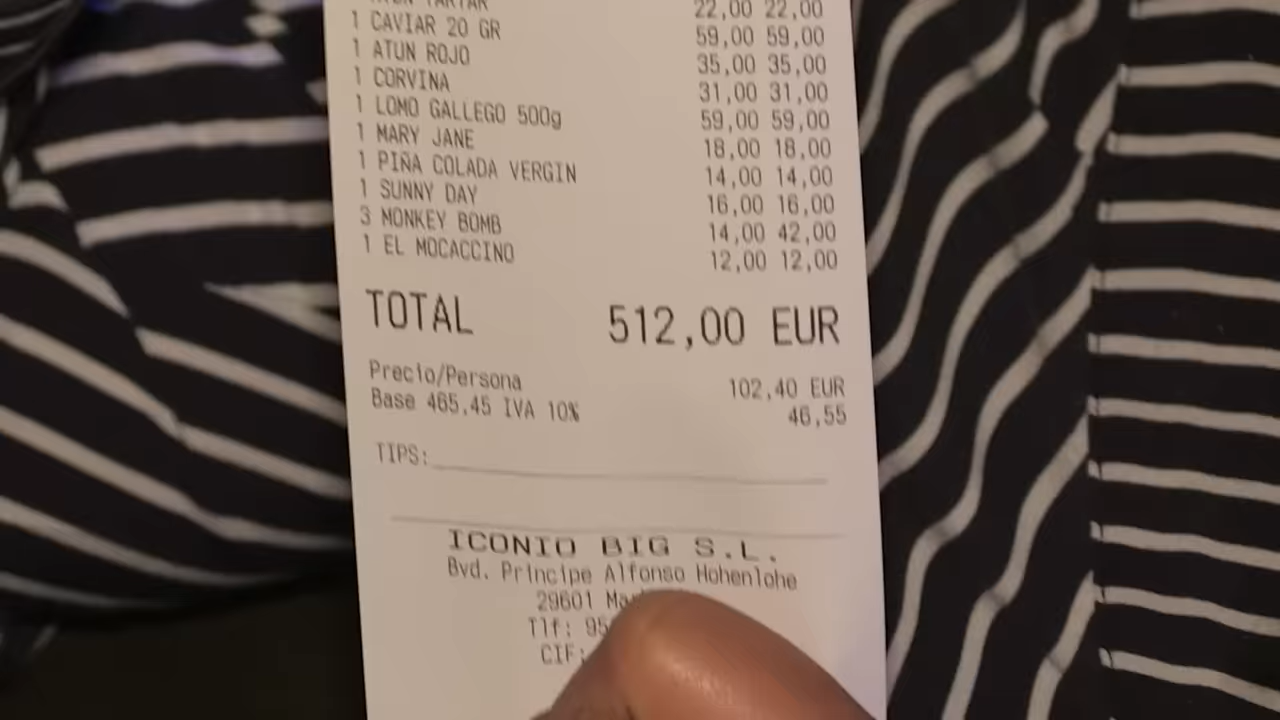 TARTAR 22,00 22,00
1 CAVIAR 20 GR 59,00 59,00
1 ATUN ROJO 35,00 35,00
1 CORVINA 31,00 31,00
1 LOMO GALLEGO 500g 59,00 59,00
1 MARY JANE 18,00 18,00
1 PIÑA COLADA VERGIN 14,00 14,00
1 SUNNY DAY 16,00 16,00
3 MONKEY BOMB 14,00 42,00
1 EL MOCACCINO 12,00 12,00
TOTAL 512,00 EUR
Precio/Persona 102,40 EUR
Base 465,45 IVA 10% 46,55
TIPS:
ICONIO BIG S.L.
Bvd. Principe Alfonso Hohenlohe
29601
Tlf: 95
CIF: